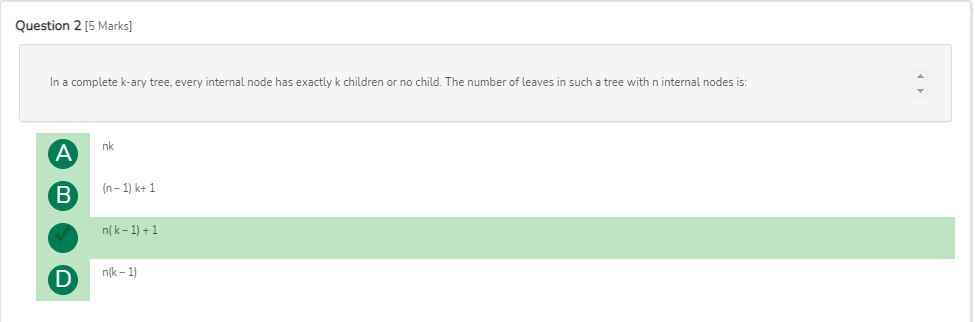 Question 2 [5 Marks]
In a complete k-ary tree, every internal node has exactly k children or no child. The number of leaves in such a tree with n internal nodes is:
A nk
B (n – 1) k+ 1
n( k – 1) + 1
D n(k – 1)